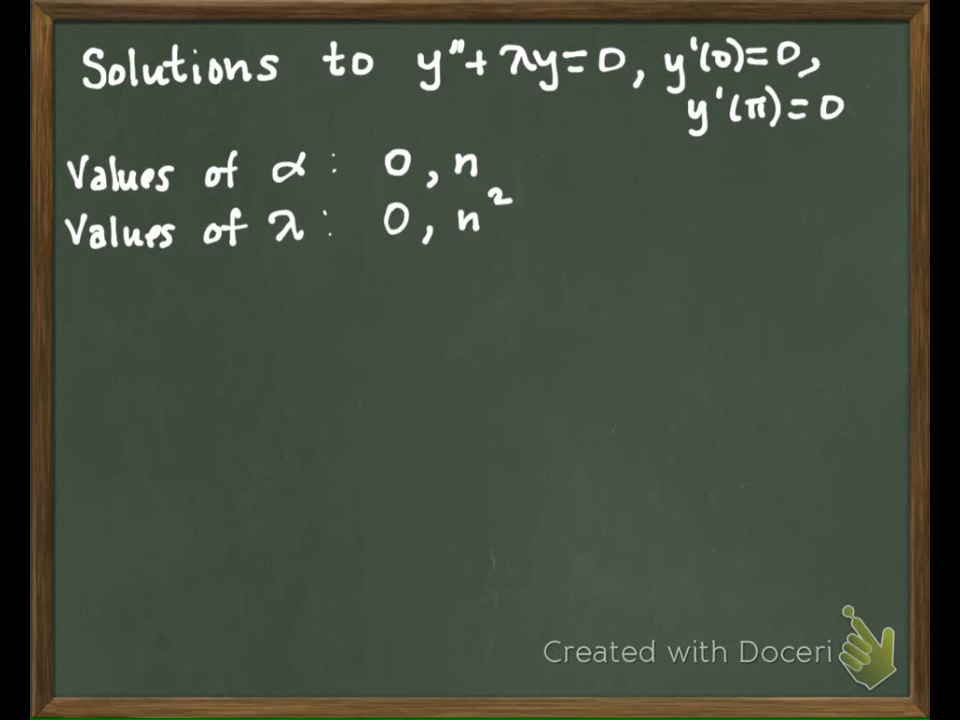 Solutions to y"+λy=0, y'(0)=0,
y'(π)=0
Values of α: 0, n
Values of λ: 0, n²
Created with Doceri